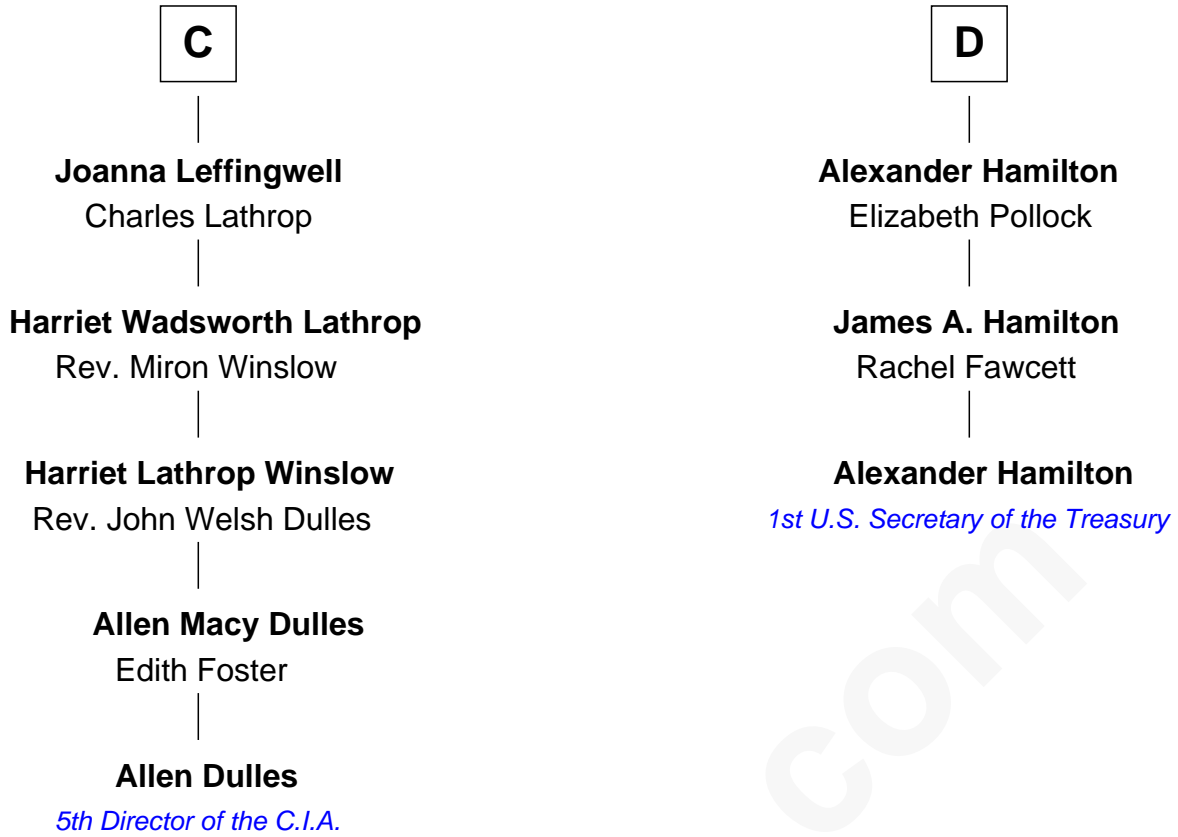 C
Joanna Leffingwell
Charles Lathrop
Harriet Wadsworth Lathrop
Rev. Miron Winslow
Harriet Lathrop Winslow
Rev. John Welsh Dulles
Allen Macy Dulles
Edith Foster
Allen Dulles
5th Director of the C.I.A.
D
Alexander Hamilton
Elizabeth Pollock
James A. Hamilton
Rachel Fawcett
Alexander Hamilton
1st U.S. Secretary of the Treasury
com